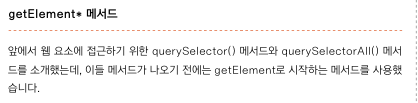 getElement* 메서드
앞에서 웹 요소에 접근하기 위한 querySelector() 메서드와 querySelectorAll() 메서
드를 소개했는데, 이들 메서드가 나오기 전에는 getElement로 시작하는 메서드를 사용했
습니다.